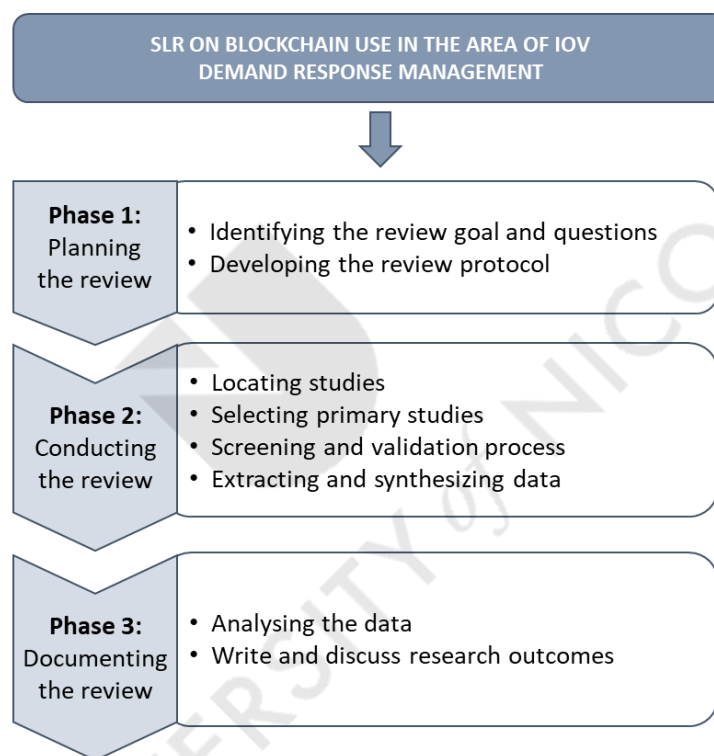 SLR ON BLOCKCHAIN USE IN THE AREA OF IOV
DEMAND RESPONSE MANAGEMENT
Phase 1:
Planning
the review
• Identifying the review goal and questions
• Developing the review protocol
Phase 2:
Conducting
the review
• Locating studies
• Selecting primary studies
• Screening and validation process
• Extracting and synthesizing data
Phase 3:
Documenting
the review
• Analysing the data
• Write and discuss research outcomes